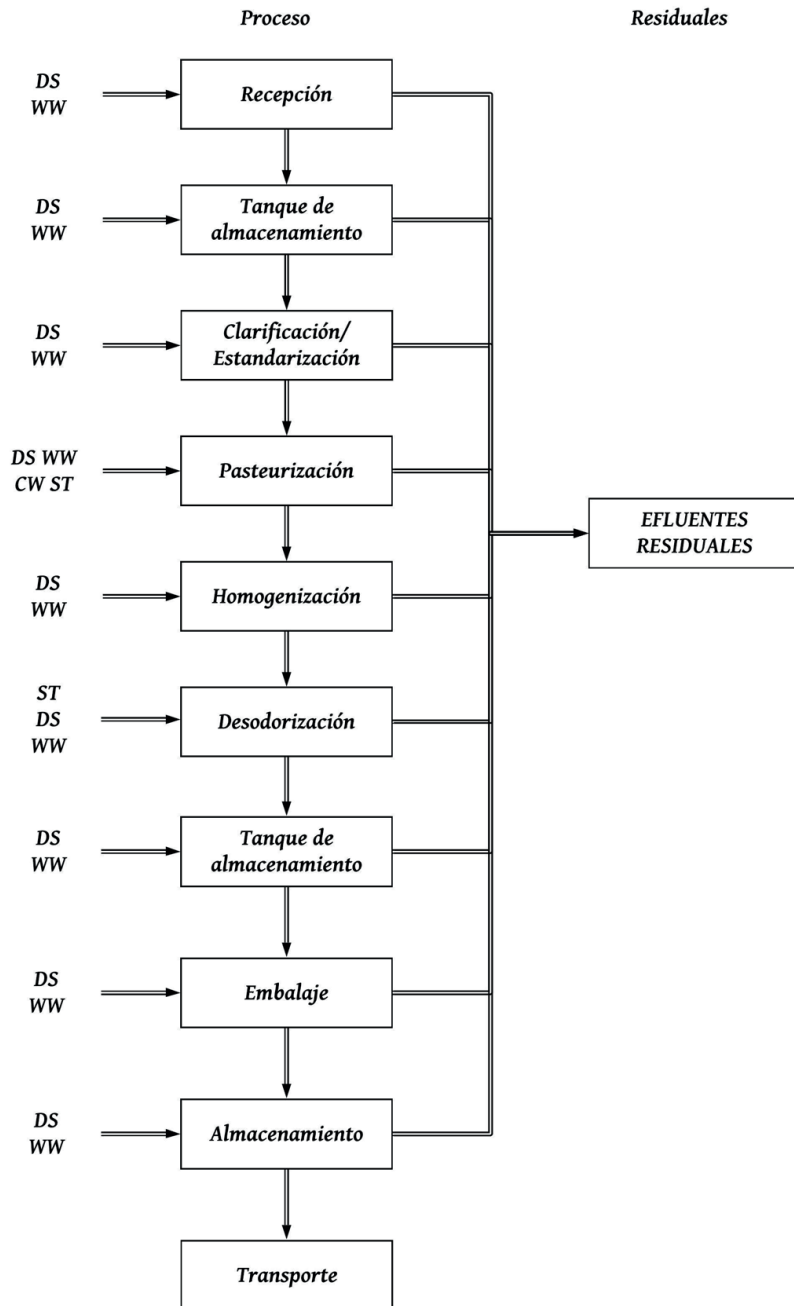 Proceso
Residuales
DS
WW
Recepción
DS
WW
Tanque de
almacenamiento
DS
WW
Clarificación/
Estandarización
DS WW
CW ST
Pasteurización
EFLUENTES
RESIDUALES
DS
WW
Homogenización
ST
DS
WW
Desodorización
DS
WW
Tanque de
almacenamiento
DS
WW
Embalaje
DS
WW
Almacenamiento
Transporte